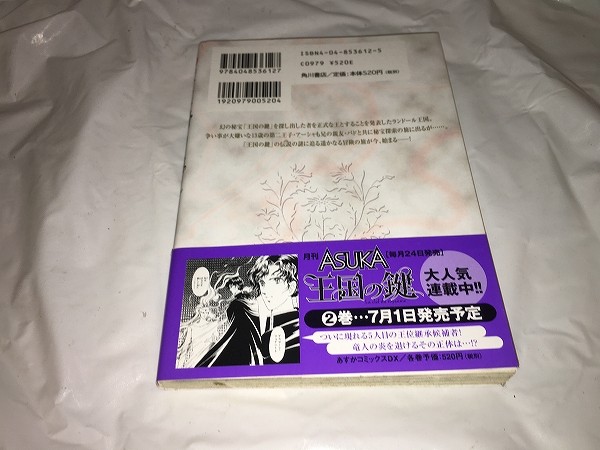 ISBN4-04-853612-5
C0979 ¥520E
角川書店/定価:本体520円(税別)
9784048536127
1920979005204
幻の秘宝「王国の鍵」を探し出した者を正式な王とすることを発表したランドール王国。
争い事が大嫌いな15歳の第二王子・アーシャも兄の親友・バドと共に秘宝探索の旅に出るが……。
「王国の鍵」の伝説の謎に迫る遙かなる冒険の旅が今、始まる──!
月刊ASUKA[毎月24日発売]
王国の鍵
大人気
連載中!!
②巻…7月1日発売予定
ついに現れる5人目の王位継承候補者!
竜人の炎を退けるその正体は…!?
あすかコミックスDX/各巻予価:520円(税別)